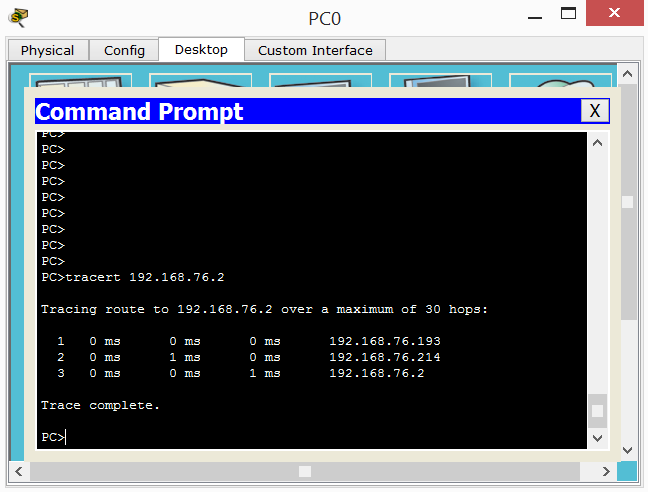 PC0
Physical Config Desktop Custom Interface
Command Prompt X
PC>
PC>
PC>
PC>
PC>
PC>
PC>
PC>
PC>
PC>tracert 192.168.76.2
Tracing route to 192.168.76.2 over a maximum of 30 hops:
1 0 ms 0 ms 0 ms 192.168.76.193
2 0 ms 1 ms 0 ms 192.168.76.214
3 0 ms 0 ms 1 ms 192.168.76.2
Trace complete.
PC>